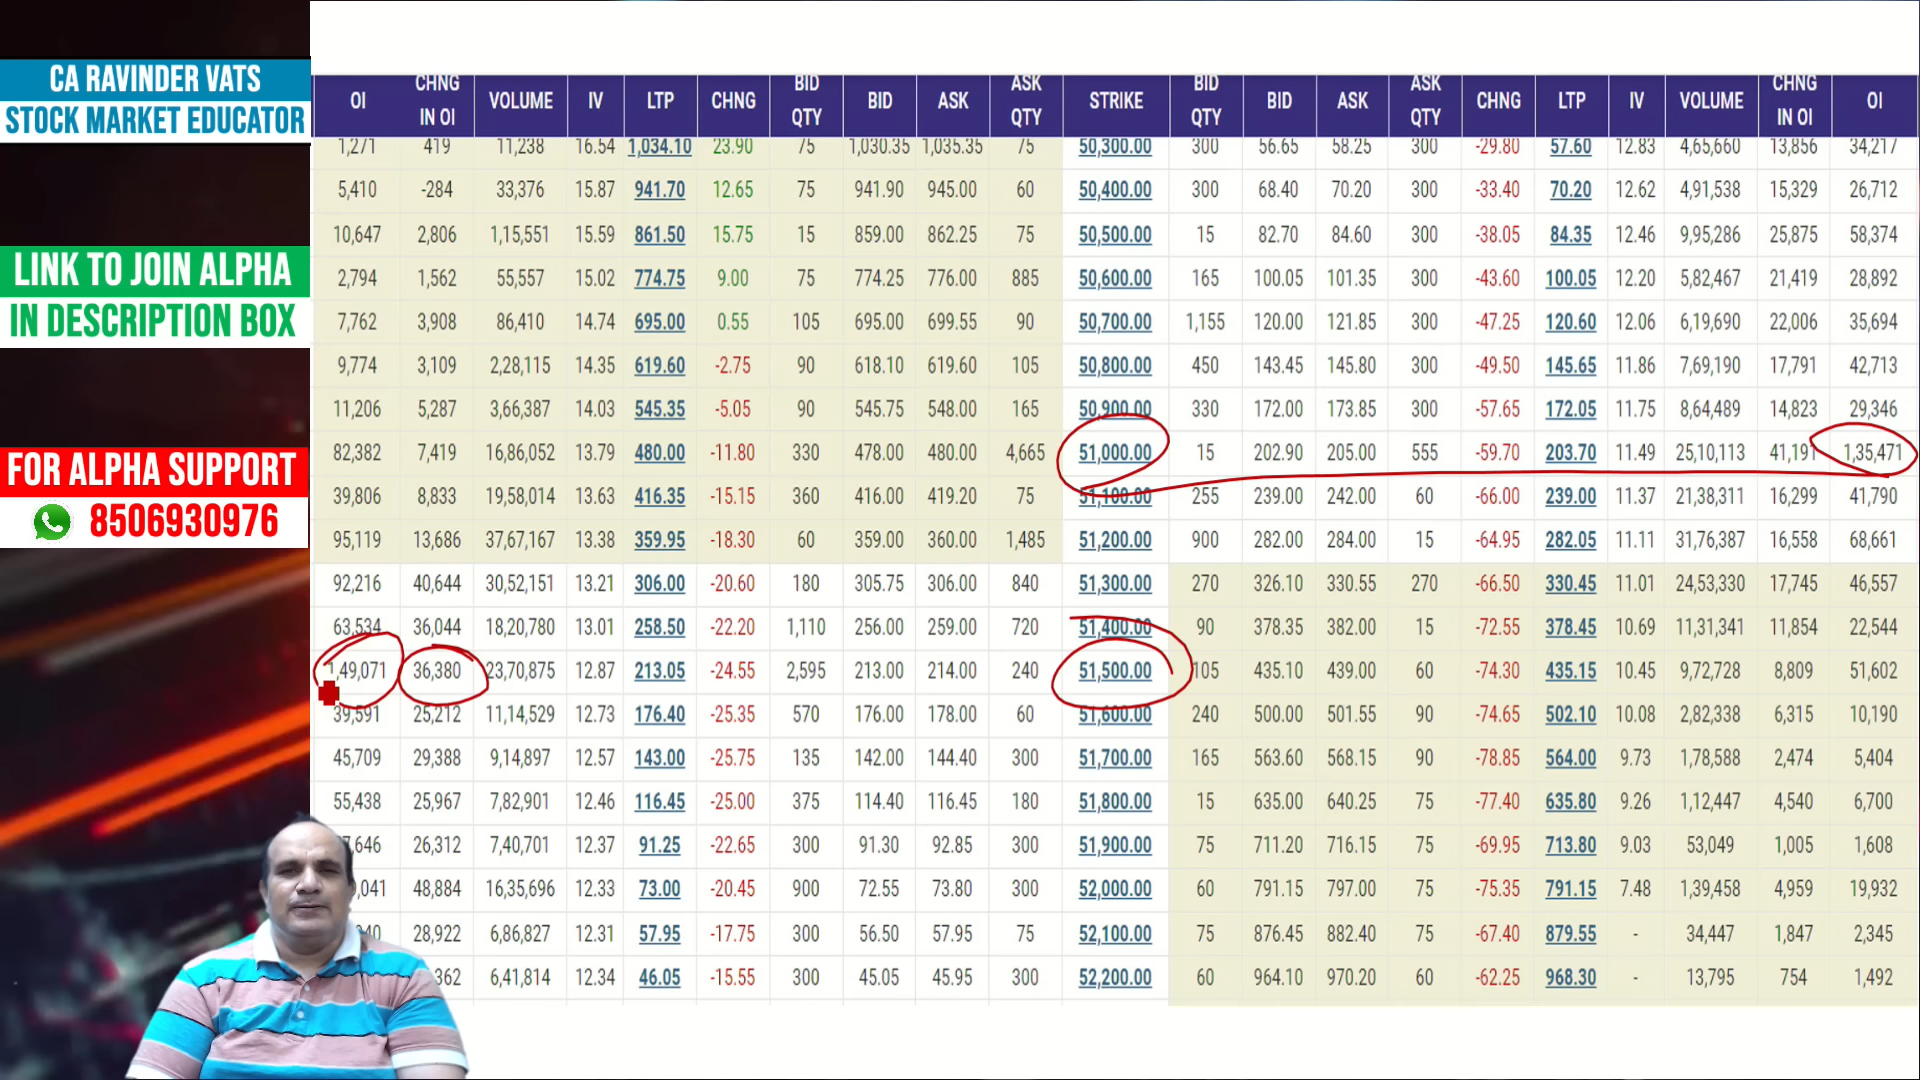 CA RAVINDER VATS
STOCK MARKET EDUCATOR
LINK TO JOIN ALPHA
IN DESCRIPTION BOX
FOR ALPHA SUPPORT
8506930976
OI CHNG IN OI VOLUME IV LTP CHNG BID QTY BID ASK ASK QTY STRIKE BID QTY BID ASK ASK QTY CHNG LTP IV VOLUME CHNG IN OI OI
1,271 419 11,238 16.54 1,034.10 23.90 75 1,030.35 1,035.35 75 50,300.00 300 56.65 58.25 300 -29.80 57.60 12.83 4,65,660 13,856 34,217
5,410 -284 33,376 15.87 941.70 12.65 75 941.90 945.00 60 50,400.00 300 68.40 70.20 300 -33.40 70.20 12.62 4,91,538 15,329 26,712
10,647 2,806 1,15,551 15.59 861.50 15.75 15 859.00 862.25 75 50,500.00 15 82.70 84.60 300 -38.05 84.35 12.46 9,95,286 25,875 58,374
2,794 1,562 55,557 15.02 774.75 9.00 75 774.25 776.00 885 50,600.00 165 100.05 101.35 300 -43.60 100.05 12.20 5,82,467 21,419 28,892
7,762 3,908 86,410 14.74 695.00 0.55 105 695.00 699.55 90 50,700.00 1,155 120.00 121.85 300 -47.25 120.60 12.06 6,19,690 22,006 35,694
9,774 3,109 2,28,115 14.35 619.60 -2.75 90 618.10 619.60 105 50,800.00 450 143.45 145.80 300 -49.50 145.65 11.86 7,69,190 17,791 42,713
11,206 5,287 3,66,387 14.03 545.35 -5.05 90 545.75 548.00 165 50,900.00 330 172.00 173.85 300 -57.65 172.05 11.75 8,64,489 14,823 29,346
82,382 7,419 16,86,052 13.79 480.00 -11.80 330 478.00 480.00 4,665 51,000.00 15 202.90 205.00 555 -59.70 203.70 11.49 25,10,113 41,191 1,35,471
39,806 8,833 19,58,014 13.63 416.35 -15.15 360 416.00 419.20 75 51,100.00 255 239.00 242.00 60 -66.00 239.00 11.37 21,38,311 16,299 41,790
95,119 13,686 37,67,167 13.38 359.95 -18.30 60 359.00 360.00 1,485 51,200.00 900 282.00 284.00 15 -64.95 282.05 11.11 31,76,387 16,558 68,661
92,216 40,644 30,52,151 13.21 306.00 -20.60 180 305.75 306.00 840 51,300.00 270 326.10 330.55 270 -66.50 330.45 11.01 24,53,330 17,745 46,557
63,534 36,044 18,20,780 13.01 258.50 -22.20 1,110 256.00 259.00 720 51,400.00 90 378.35 382.00 15 -72.55 378.45 10.69 11,31,341 11,854 22,544
1,49,071 36,380 23,70,875 12.87 213.05 -24.55 2,595 213.00 214.00 240 51,500.00 105 435.10 439.00 60 -74.30 435.15 10.45 9,72,728 8,809 51,602
39,591 25,212 11,14,529 12.73 176.40 -25.35 570 176.00 178.00 60 51,600.00 240 500.00 501.55 90 -74.65 502.10 10.08 2,82,338 6,315 10,190
45,709 29,388 9,14,897 12.57 143.00 -25.75 135 142.00 144.40 300 51,700.00 165 563.60 568.15 90 -78.85 564.00 9.73 1,78,588 2,474 5,404
55,438 25,967 7,82,901 12.46 116.45 -25.00 375 114.40 116.45 180 51,800.00 15 635.00 640.25 75 -77.40 635.80 9.26 1,12,447 4,540 6,700
,646 26,312 7,40,701 12.37 91.25 -22.65 300 91.30 92.85 300 51,900.00 75 711.20 716.15 75 -69.95 713.80 9.03 53,049 1,005 1,608
,041 48,884 16,35,696 12.33 73.00 -20.45 900 72.55 73.80 300 52,000.00 60 791.15 797.00 75 -75.35 791.15 7.48 1,39,458 4,959 19,932
28,922 6,86,827 12.31 57.95 -17.75 300 56.50 57.95 75 52,100.00 75 876.45 882.40 75 -67.40 879.55 - 34,447 1,847 2,345
362 6,41,814 12.34 46.05 -15.55 300 45.05 45.95 300 52,200.00 60 964.10 970.20 60 -62.25 968.30 - 13,795 754 1,492